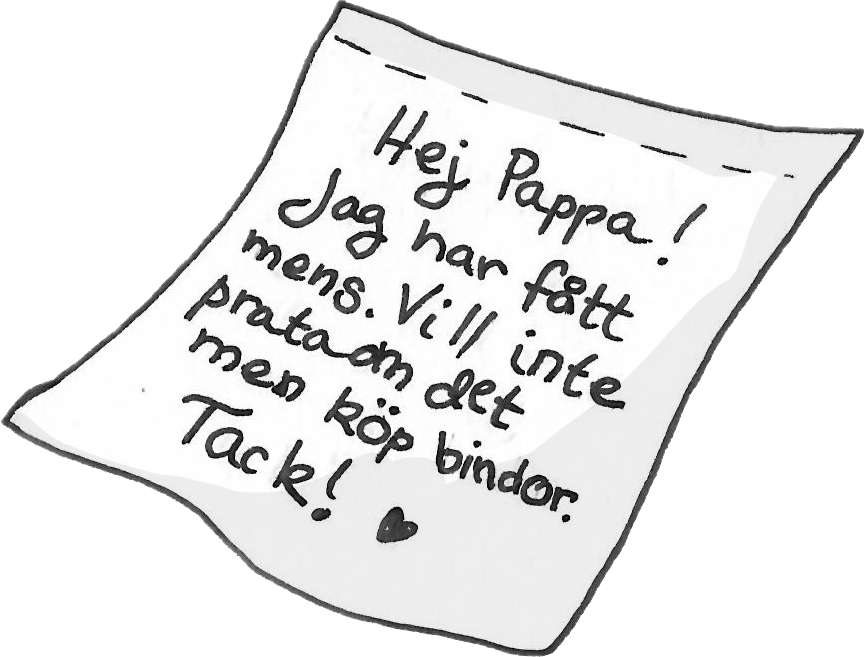 Hej Pappa!
Jag har fått
mens. Vill inte
prata om det
men köp bindor.
Tack! ♥